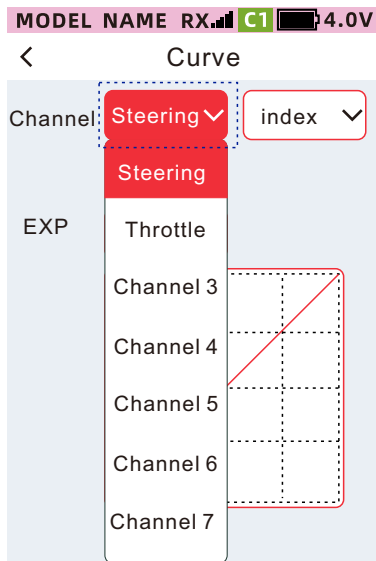 MODEL NAME RX. C1 4.0V
Curve
Channel Steering index
Steering
EXP Throttle
Channel 3
Channel 4
Channel 5
Channel 6
Channel 7